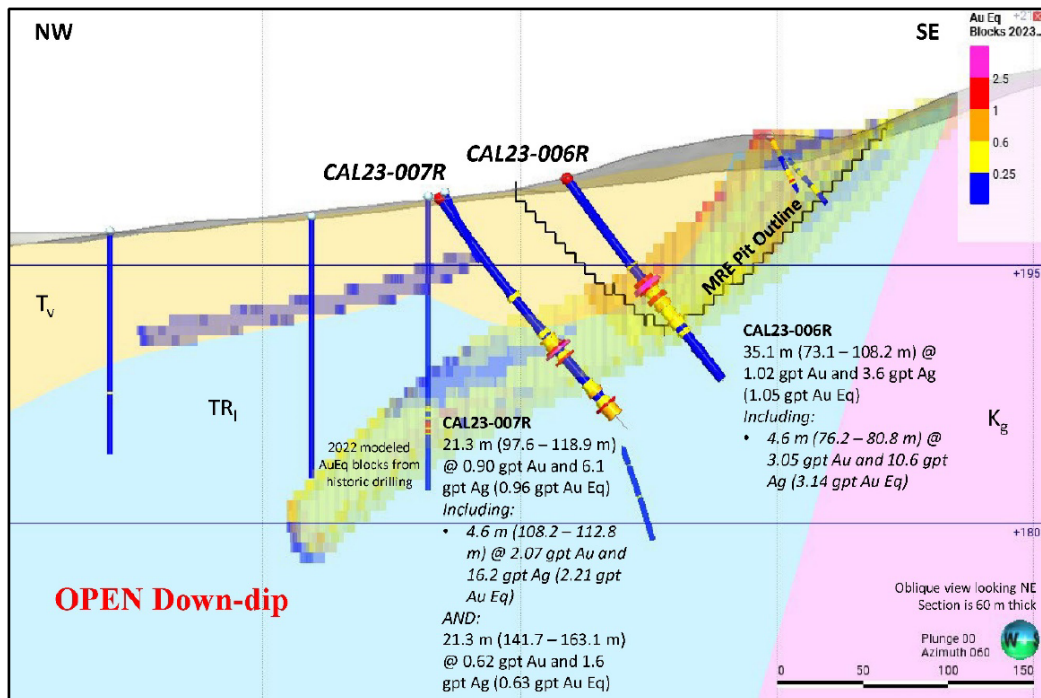 NW
SE
Au Eq
Blocks 2023...
2.5
1
0.6
0.25
CAL23-007R
CAL23-006R
MRE Pit Outline
+195
Tv
TRl
Kg
2022 modeled
AuEq blocks from
historic drilling
CAL23-006R
35.1 m (73.1 – 108.2 m) @
1.02 gpt Au and 3.6 gpt Ag
(1.05 gpt Au Eq)
Including:
• 4.6 m (76.2 – 80.8 m) @
3.05 gpt Au and 10.6 gpt
Ag (3.14 gpt Au Eq)
CAL23-007R
21.3 m (97.6 – 118.9 m)
@ 0.90 gpt Au and 6.1
gpt Ag (0.96 gpt Au Eq)
Including:
• 4.6 m (108.2 – 112.8
m) @ 2.07 gpt Au and
16.2 gpt Ag (2.21 gpt
Au Eq)
AND:
21.3 m (141.7 – 163.1 m)
@ 0.62 gpt Au and 1.6
gpt Ag (0.63 gpt Au Eq)
+180
OPEN Down-dip
Oblique view looking NE
Section is 60 m thick
Plunge 00
Azimuth 060
W S
0 50 100 150